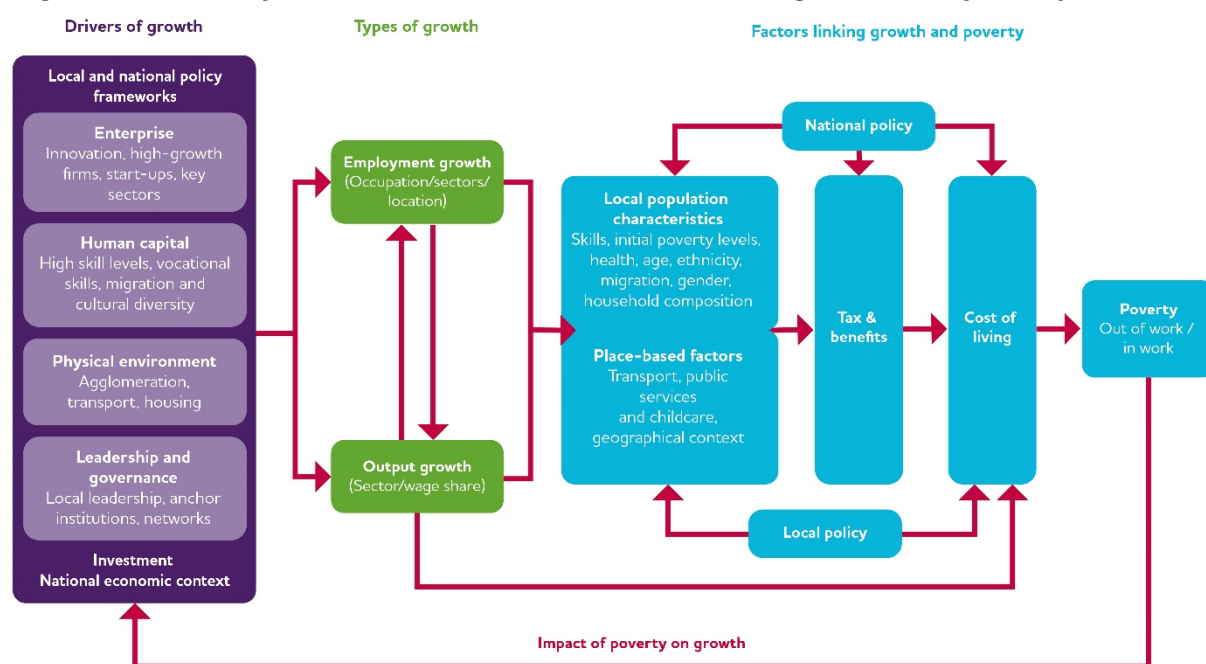 Drivers of growth
Types of growth
Factors linking growth and poverty
Local and national policy
frameworks
Enterprise
Innovation, high-growth
firms, start-ups, key
sectors
Human capital
High skill levels, vocational
skills, migration and
cultural diversity
Physical environment
Agglomeration,
transport, housing
Leadership and
governance
Local leadership, anchor
institutions, networks
Investment
National economic context
Employment growth
(Occupation/sectors/
location)
Output growth
(Sector/wage share)
National policy
Local population
characteristics
Skills, initial poverty levels,
health, age, ethnicity,
migration, gender,
household composition
Place-based factors
Transport, public
services
and childcare,
geographical context
Tax &
benefits
Cost of
living
Local policy
Poverty
Out of work /
in work
Impact of poverty on growth